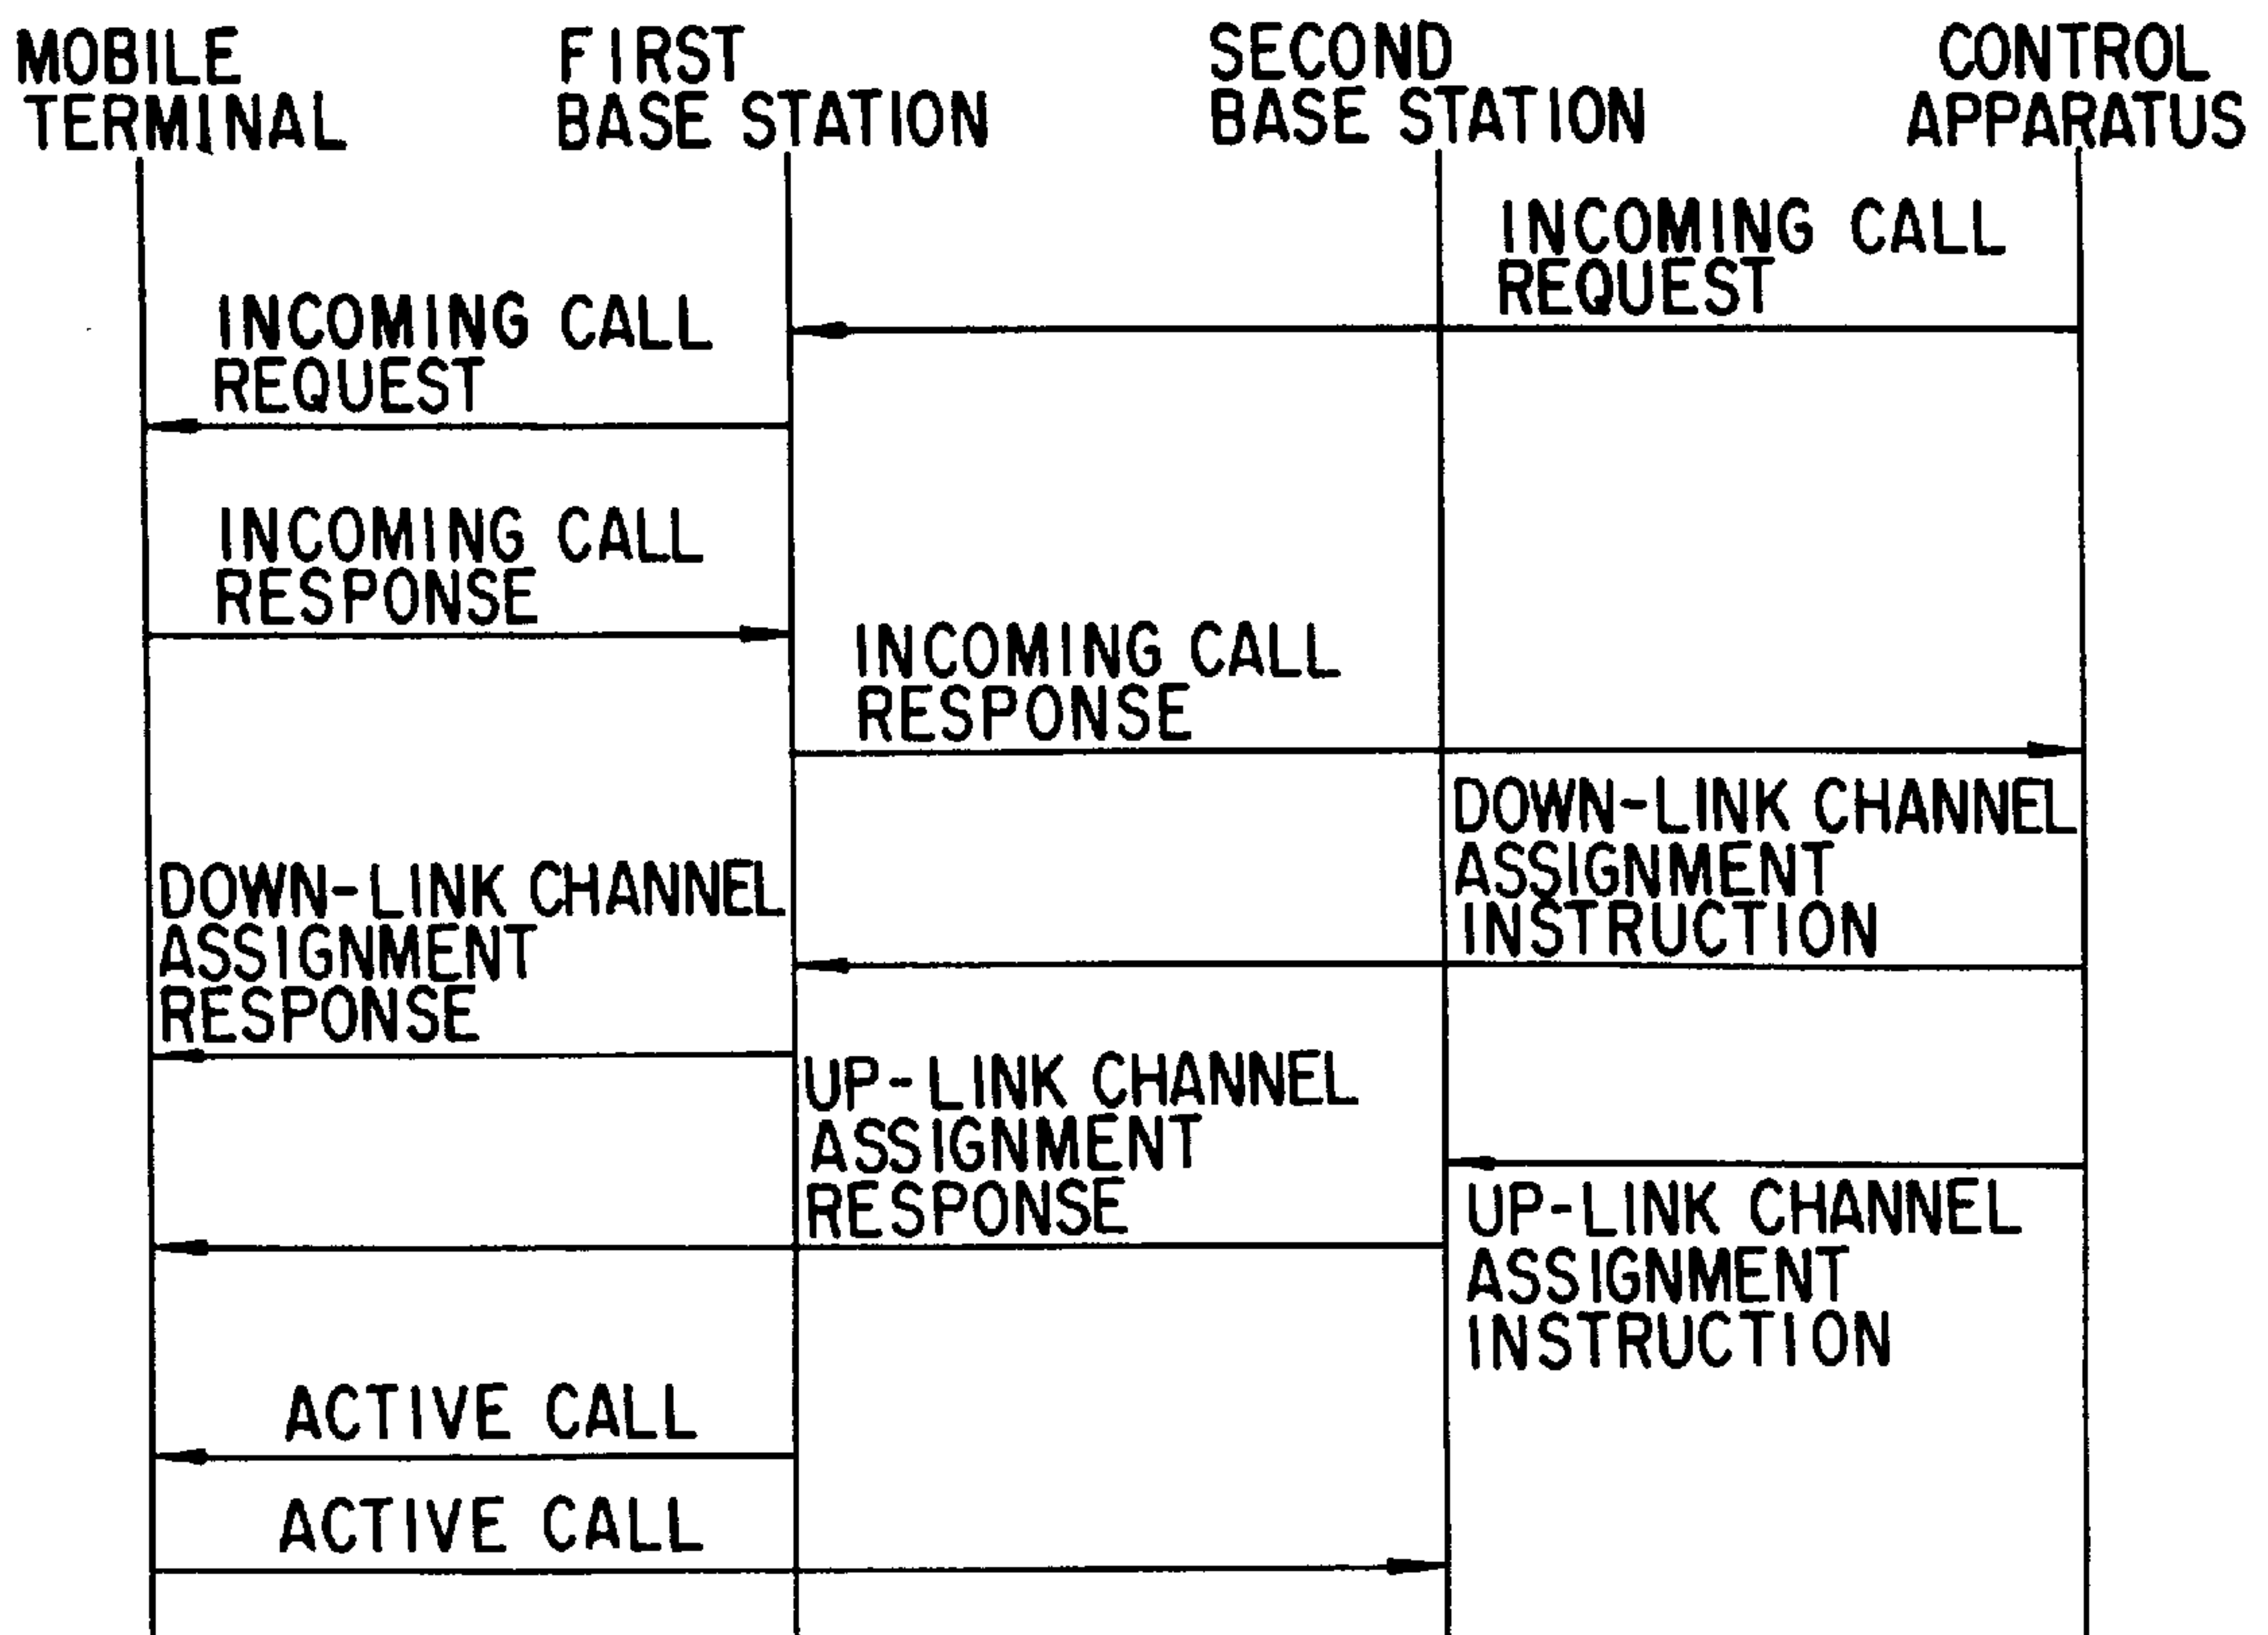 MOBILE
TERMINAL
FIRST
BASE STATION
SECOND
BASE STATION
CONTROL
APPARATUS
INCOMING CALL
REQUEST
INCOMING CALL
REQUEST
INCOMING CALL
RESPONSE
INCOMING CALL
RESPONSE
DOWN-LINK CHANNEL
ASSIGNMENT
INSTRUCTION
DOWN-LINK CHANNEL
ASSIGNMENT
RESPONSE
UP-LINK CHANNEL
ASSIGNMENT
RESPONSE
UP-LINK CHANNEL
ASSIGNMENT
INSTRUCTION
ACTIVE CALL
ACTIVE CALL